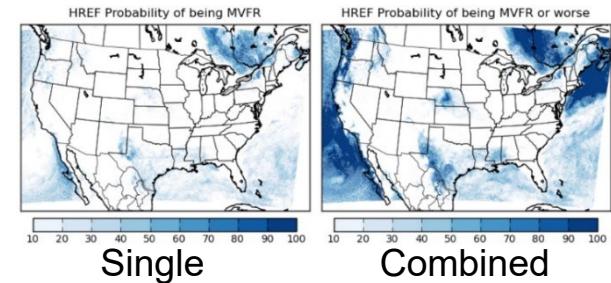 HREF Probability of being MVFR
HREF Probability of being MVFR or worse
10 20 30 40 50 60 70 80 90 100
10 20 30 40 50 60 70 80 90 100
Single
Combined